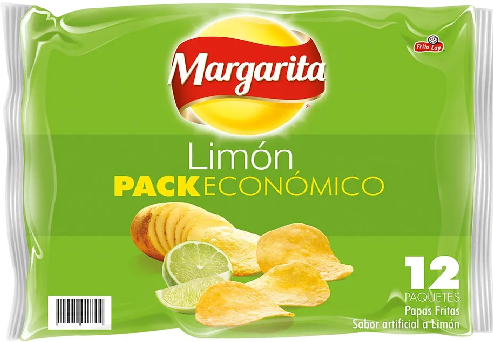 Frito Lay
Margarita
Limón
PACK ECONÓMICO
12
PAQUETES
Papas Fritas
Sabor artificial a Limón